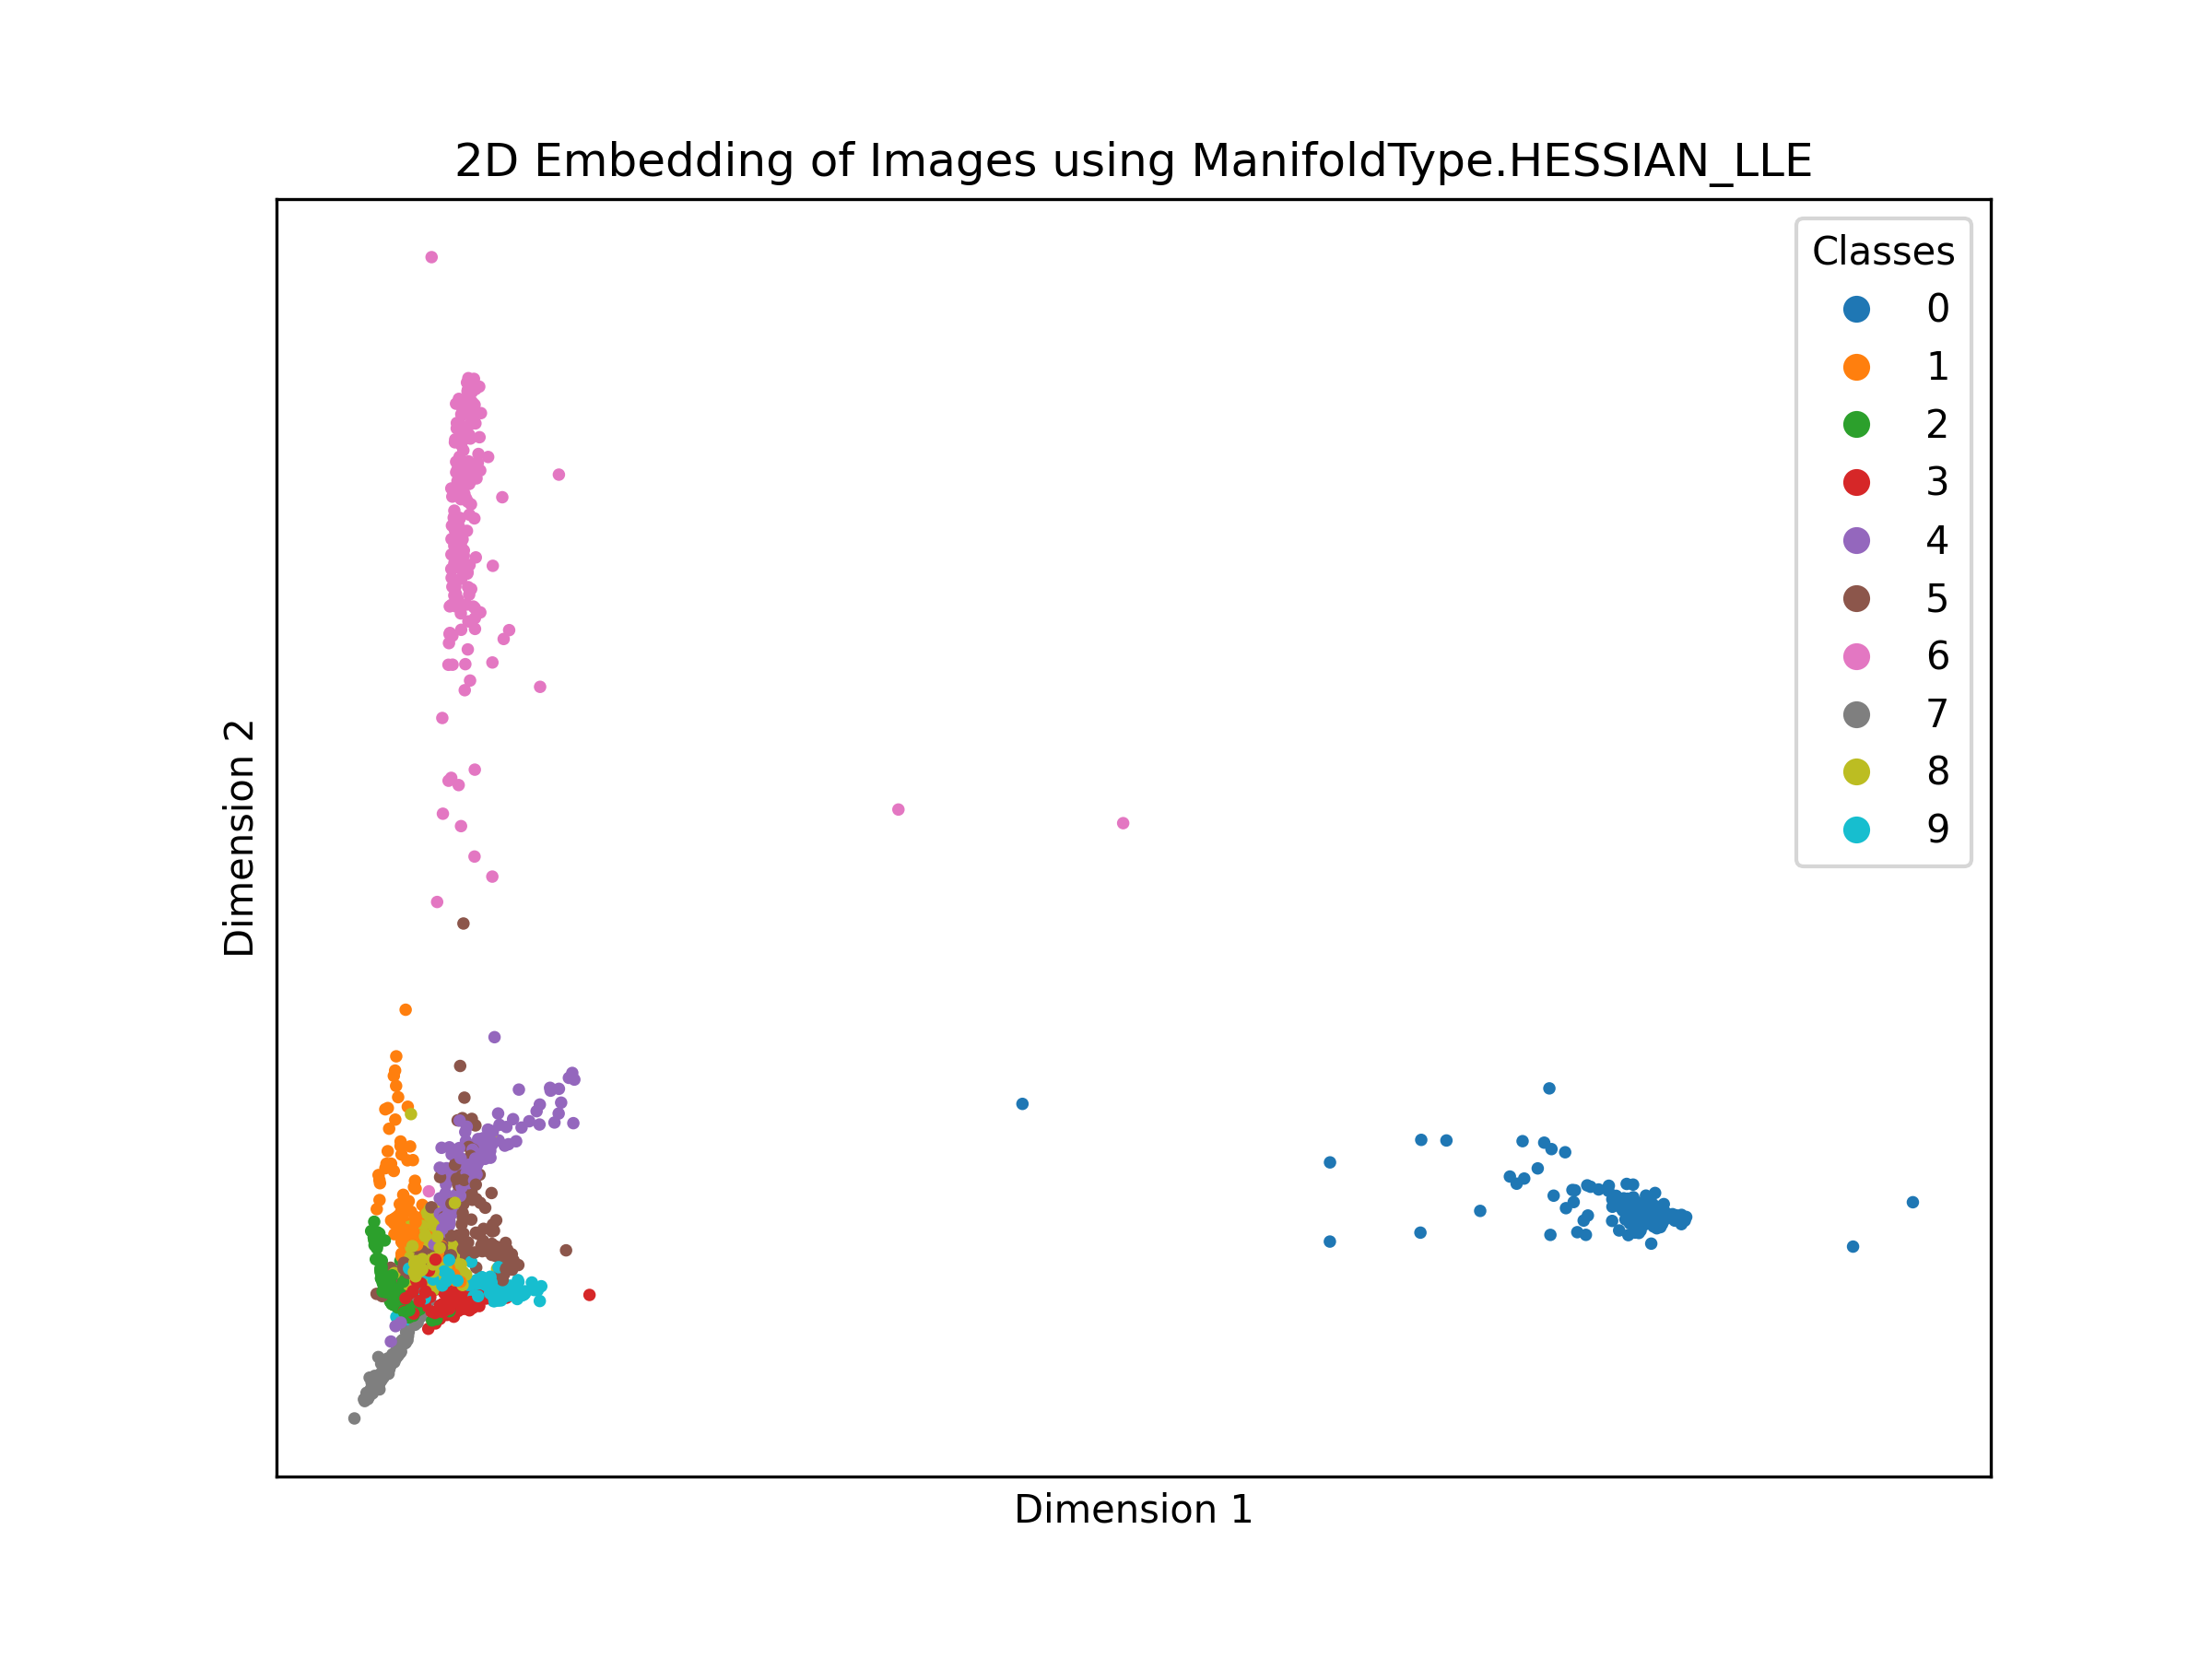 2D Embedding of Images using ManifoldType.HESSIAN_LLE
Classes
0
1
2
3
4
5
6
7
8
9
Dimension 2
Dimension 1